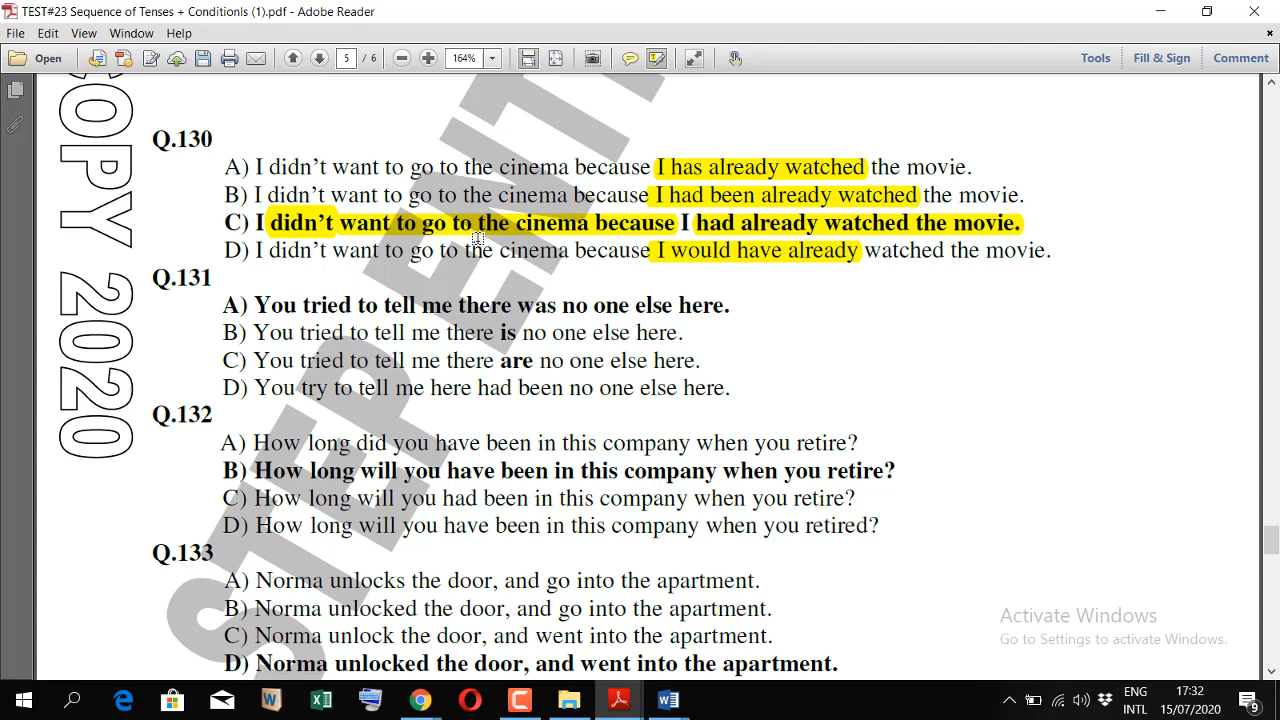 TEST#23 Sequence of Tenses + ConditionIs (1).pdf - Adobe Reader
File Edit View Window Help
Open 5 / 6 164% Tools Fill & Sign Comment
COPY 2020
STEP ENT
Q.130
A) I didn’t want to go to the cinema because I has already watched the movie.
B) I didn’t want to go to the cinema because I had been already watched the movie.
C) I didn’t want to go to the cinema because I had already watched the movie.
D) I didn’t want to go to the cinema because I would have already watched the movie.
Q.131
A) You tried to tell me there was no one else here.
B) You tried to tell me there is no one else here.
C) You tried to tell me there are no one else here.
D) You try to tell me here had been no one else here.
Q.132
A) How long did you have been in this company when you retire?
B) How long will you have been in this company when you retire?
C) How long will you had been in this company when you retire?
D) How long will you have been in this company when you retired?
Q.133
A) Norma unlocks the door, and go into the apartment.
B) Norma unlocked the door, and go into the apartment.
C) Norma unlock the door, and went into the apartment.
D) Norma unlocked the door, and went into the apartment.
Activate Windows
Go to Settings to activate Windows.
ENG 17:32
INTL 15/07/2020 9